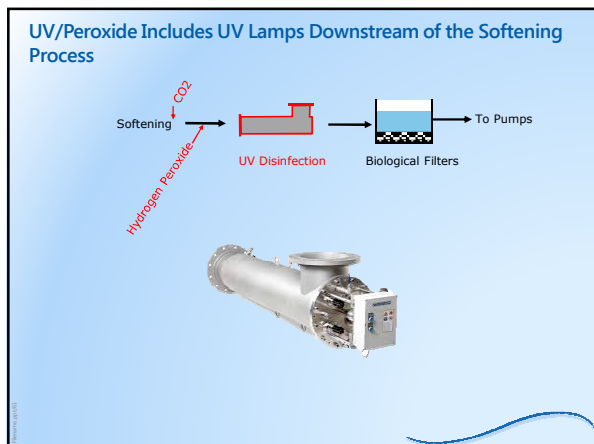 UV/Peroxide Includes UV Lamps Downstream of the Softening
Process
CO2
Softening
To Pumps
Hydrogen Peroxide
UV Disinfection
Biological Filters